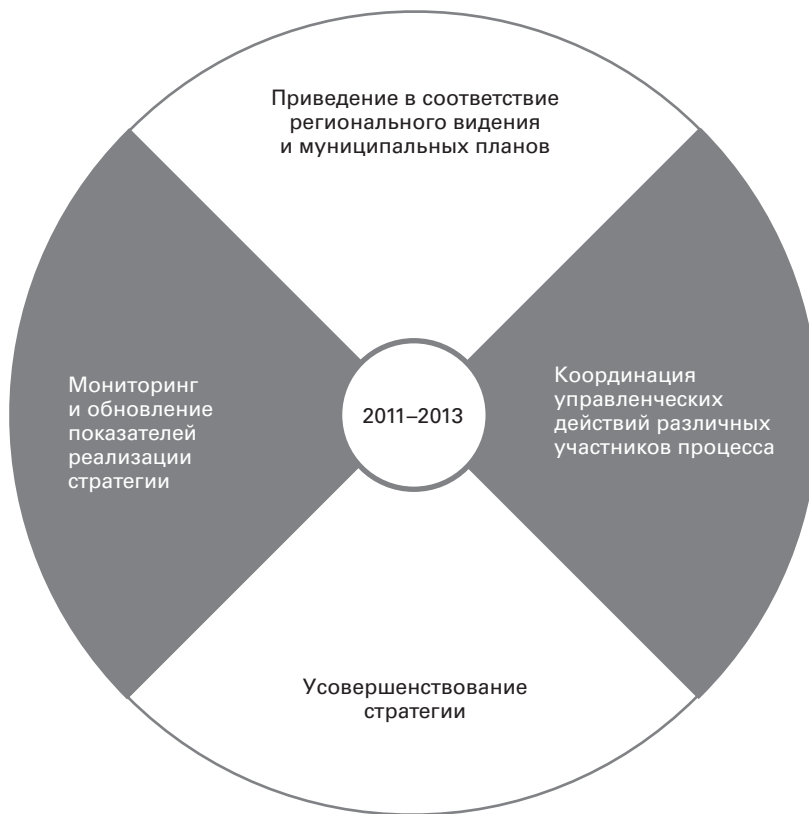 Приведение в соответствие
регионального видения
и муниципальных планов
Мониторинг
и обновление
показателей
реализации
стратегии
2011–2013
Координация
управленческих
действий различных
участников процесса
Усовершенствование
стратегии